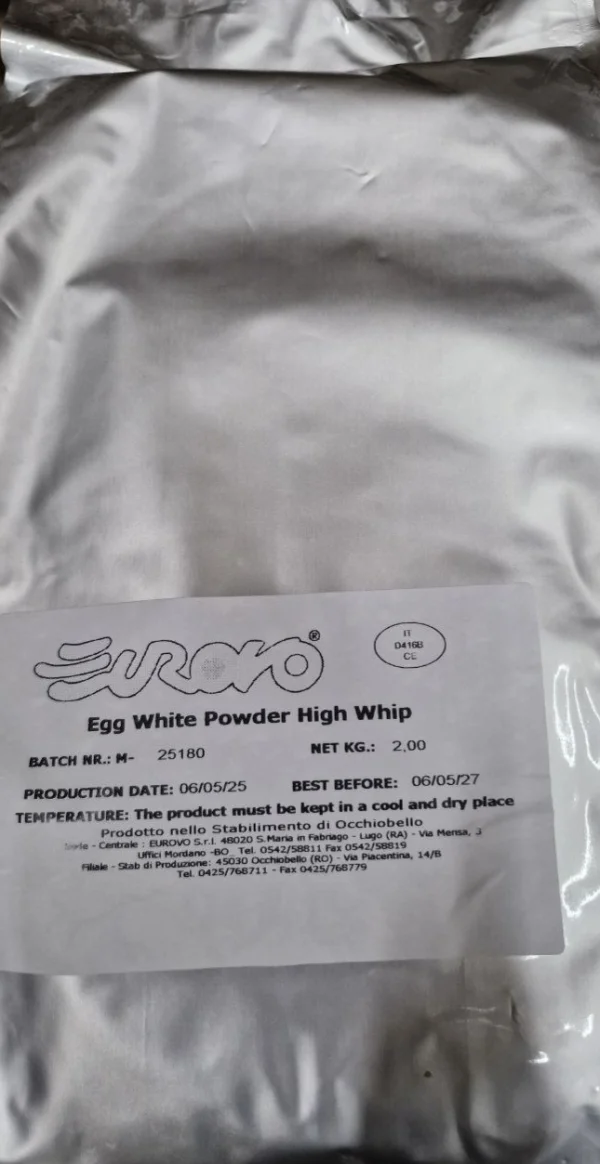 EUROVO®
IT
D416B
CE
Egg White Powder High Whip
BATCH NR.: M- 25180 NET KG.: 2,00
PRODUCTION DATE: 06/05/25 BEST BEFORE: 06/05/27
TEMPERATURE: The product must be kept in a cool and dry place
Prodotto nello Stabilimento di Occhiobello
- Centrale : EUROVO S.r.l. 48020 S.Maria in Fabriago - Lugo (RA) - Via Mensa, 3
Uffici Mordano -BO Tel. 0542/58811 Fax 0542/58819
Filiale - Stab di Produzione: 45030 Occhiobello (RO) - Via Piacentina, 14/B
Tel. 0425/768711 - Fax 0425/768779